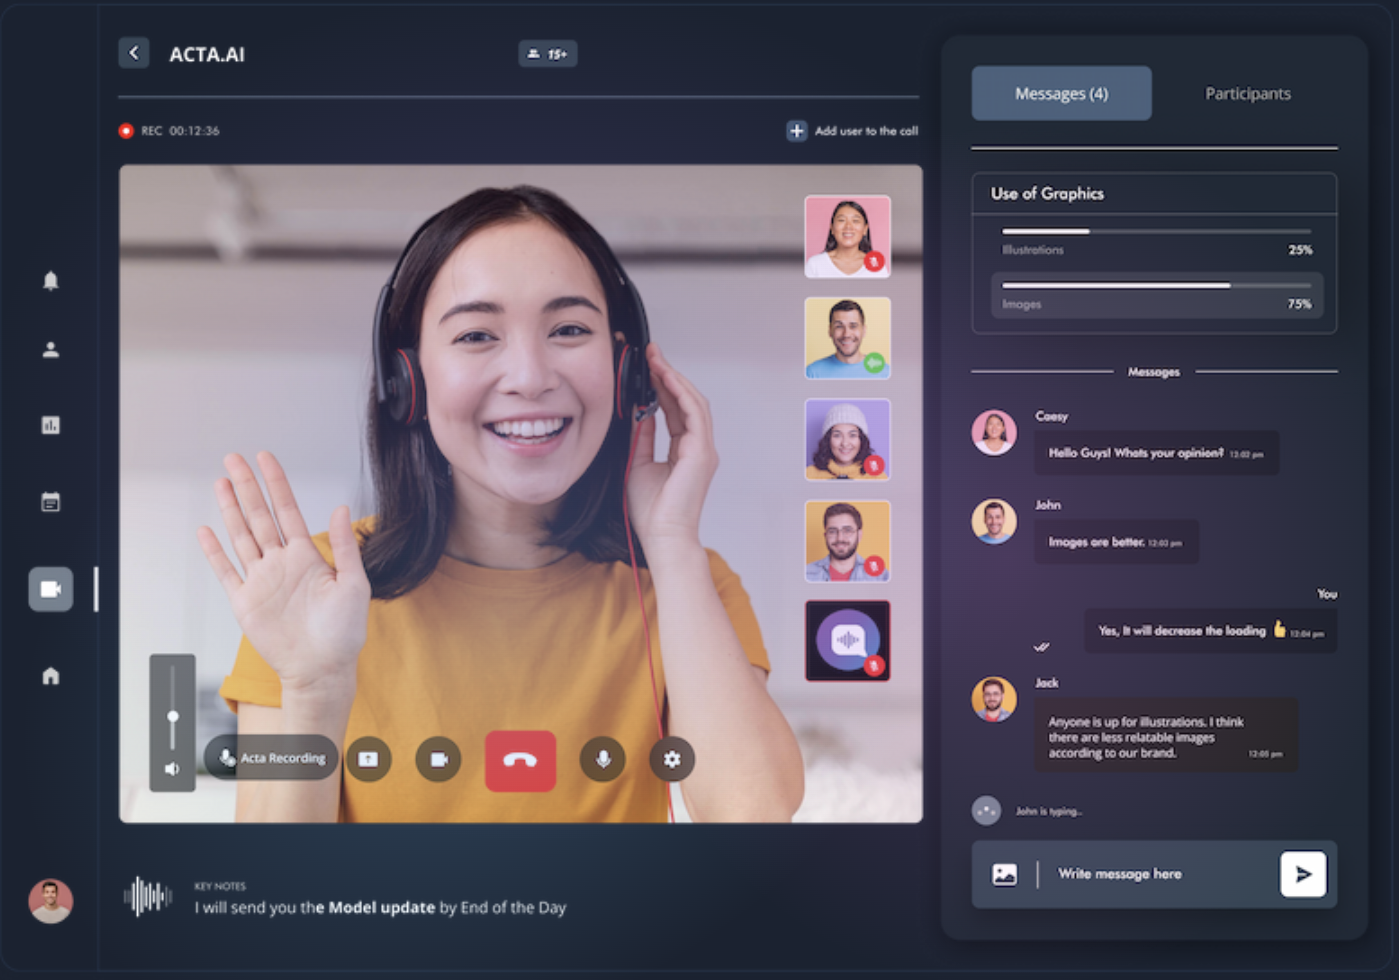 ACTA.AI
15+
REC 00:12:36
Add user to the call
Acta Recording
KEY NOTES
I will send you the Model update by End of the Day
Messages (4)
Participants
Use of Graphics
Illustrations
25%
Images
75%
Messages
Caesy
Hello Guys! Whats your opinion? 12:02 pm
John
Images are better. 12:03 pm
You
Yes, It will decrease the loading 👍 12:04 pm
Jack
Anyone is up for illustrations. I think
there are less relatable images
according to our brand. 12:05 pm
John is typing..
Write message here